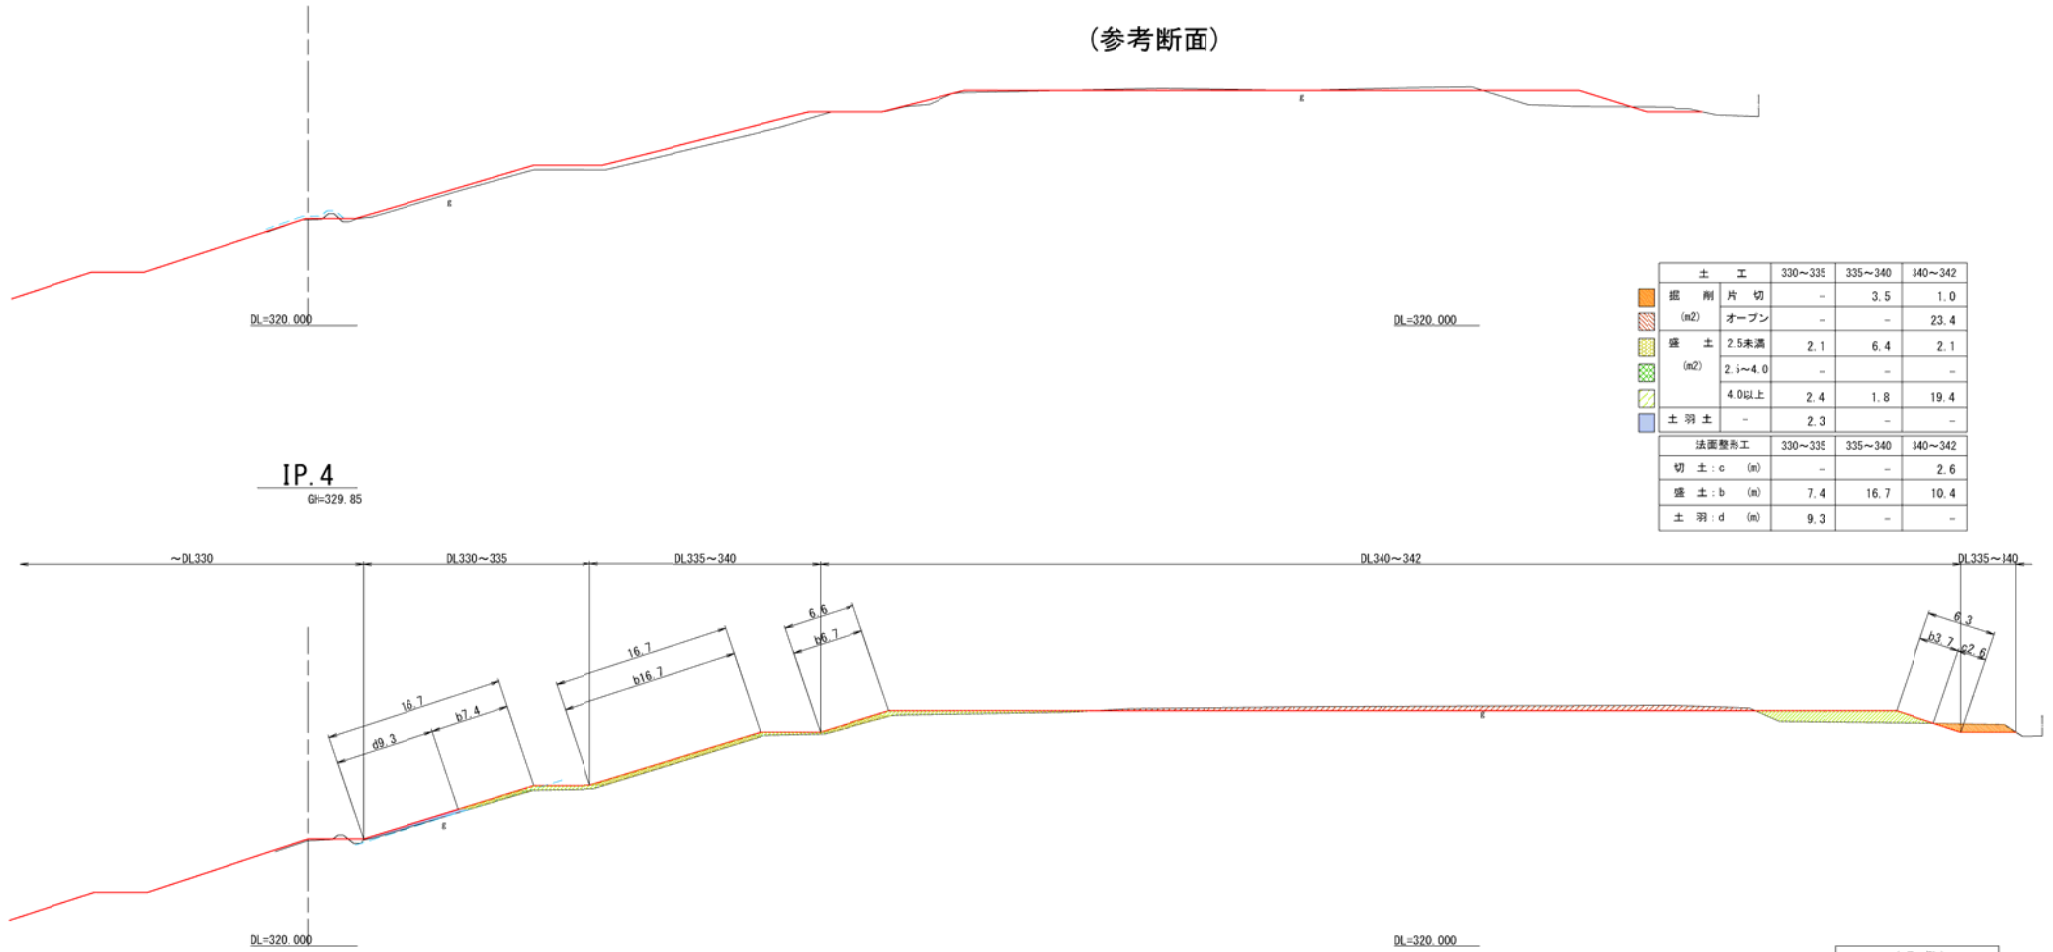 (参考断面)
g
g
DL=320.000
DL=320.000
土 工 330～335 335～340 340～342
掘 削 片 切 - 3.5 1.0
(m2) オープン - - 23.4
盛 土 2.5未満 2.1 6.4 2.1
(m2) 2.5～4.0 - - -
4.0以上 2.4 1.8 19.4
土 羽 土 - 2.3 - -
法面整形工 330～335 335～340 340～342
切 土:c (m) - - 2.6
盛 土:b (m) 7.4 16.7 10.4
土 羽:d (m) 9.3 - -
IP.4
GH=329.85
～DL330 DL330～335 DL335～340 DL340～342 DL335～340
6.6
b6.7
6.3
b3.7
c2.6
16.7
b16.7
16.7
b7.4
d9.3
g
g
DL=320.000
DL=320.000